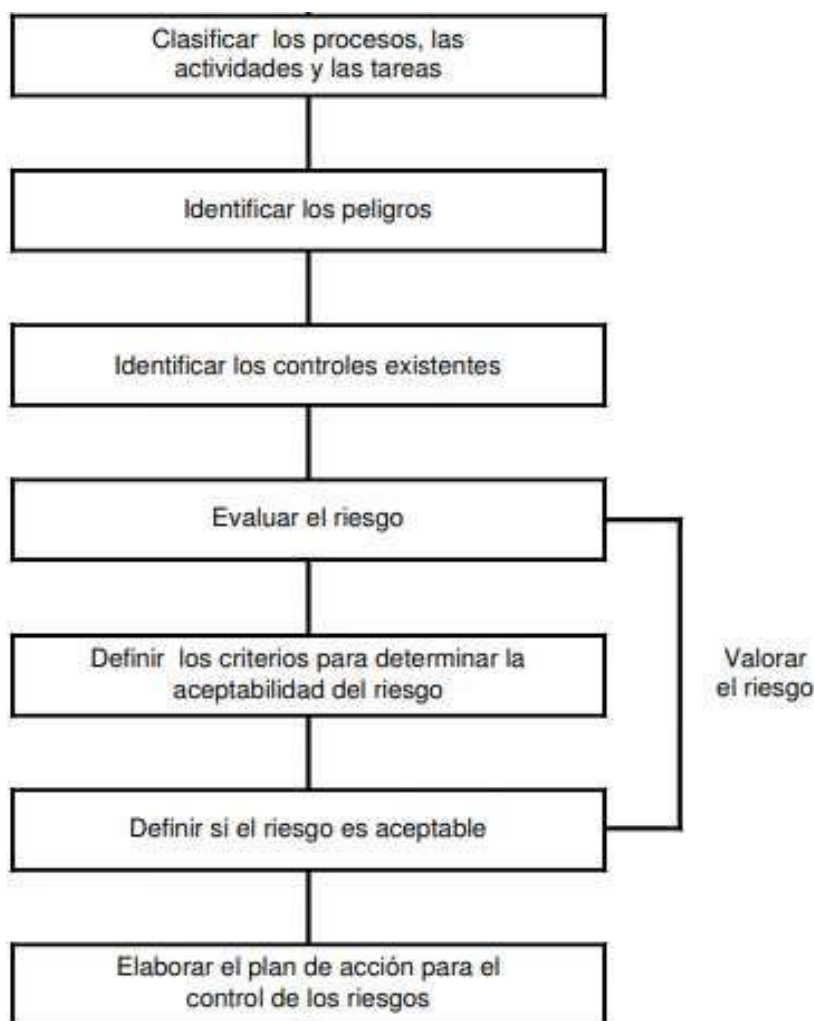 Clasificar los procesos, las
actividades y las tareas
Identificar los peligros
Identificar los controles existentes
Evaluar el riesgo
Definir los criterios para determinar la
aceptabilidad del riesgo
Valorar
el riesgo
Definir si el riesgo es aceptable
Elaborar el plan de acción para el
control de los riesgos